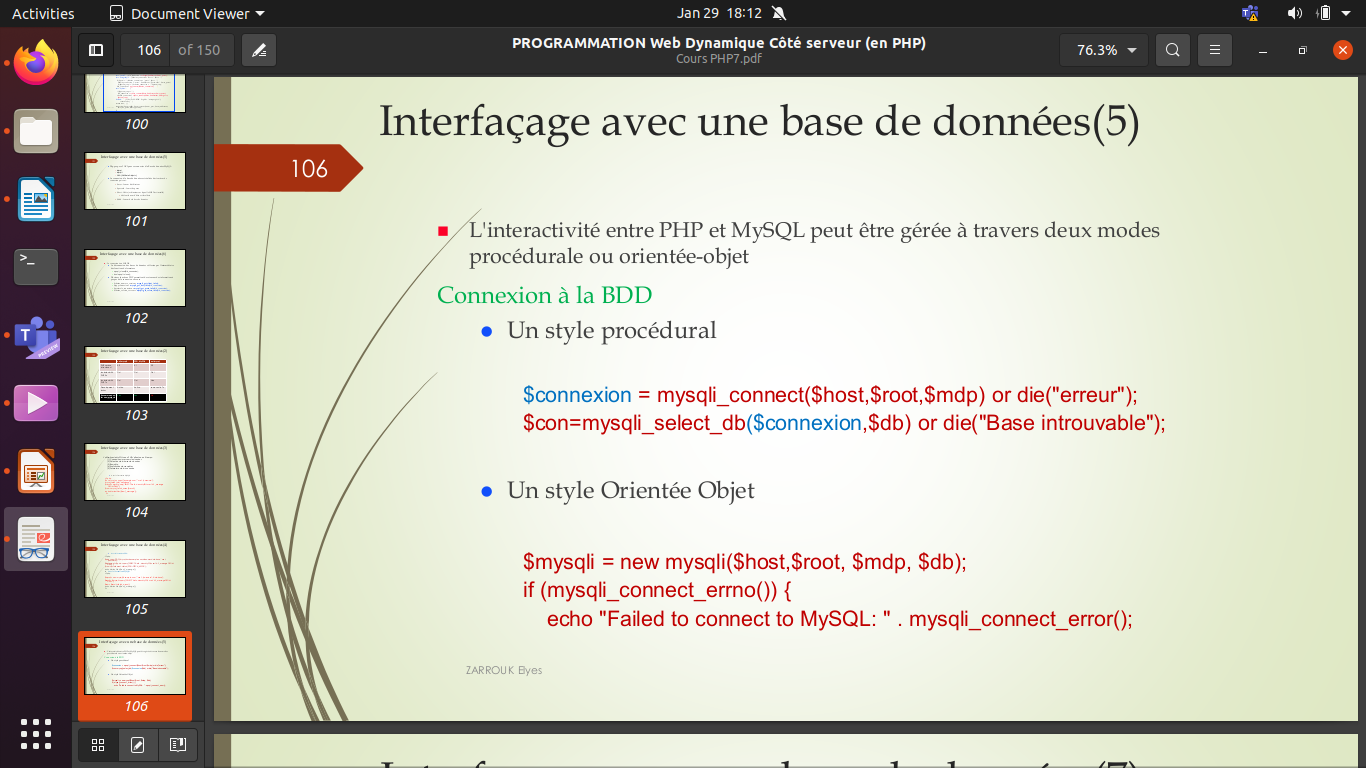 Activities
Document Viewer
Jan 29 18:12
106 of 150
PROGRAMMATION Web Dynamique Côté serveur (en PHP)
Cours PHP7.pdf
76.3%
100
101
102
103
104
105
106
Interfaçage avec une base de données(5)
106
L'interactivité entre PHP et MySQL peut être gérée à travers deux modes
procédurale ou orientée-objet
Connexion à la BDD
Un style procédural
$connexion = mysqli_connect($host,$root,$mdp) or die("erreur");
$con=mysqli_select_db($connexion,$db) or die("Base introuvable");
Un style Orientée Objet
$mysqli = new mysqli($host,$root, $mdp, $db);
if (mysqli_connect_errno()) {
echo "Failed to connect to MySQL: " . mysqli_connect_error();
ZARROUK Elyes